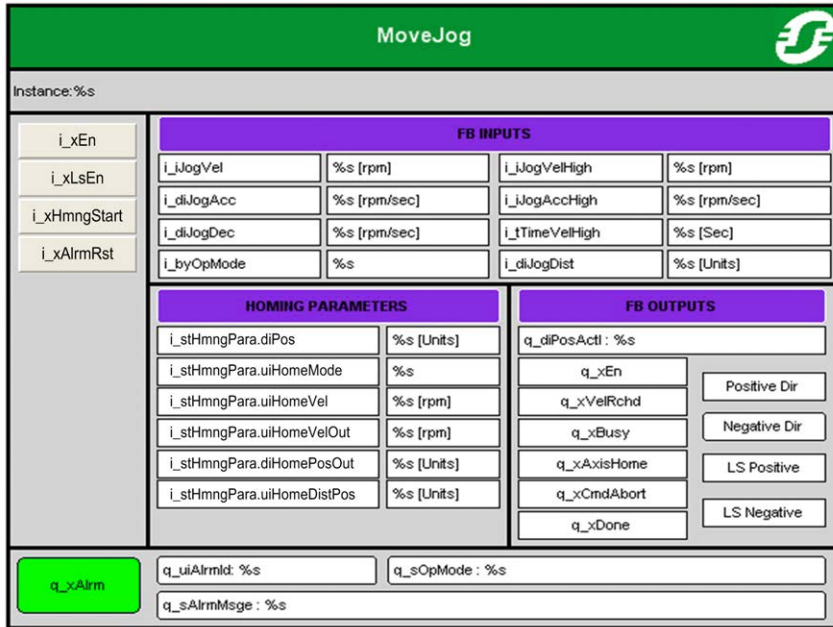 MoveJog
Instance:%s
i_xEn
i_xLsEn
i_xHmngStart
i_xAlrmRst
FB INPUTS
i_iJogVel %s [rpm] i_iJogVelHigh %s [rpm]
i_diJogAcc %s [rpm/sec] i_iJogAccHigh %s [rpm/sec]
i_diJogDec %s [rpm/sec] i_tTimeVelHigh %s [Sec]
i_byOpMode %s i_diJogDist %s [Units]
HOMING PARAMETERS
i_stHmngPara.diPos %s [Units]
i_stHmngPara.uiHomeMode %s
i_stHmngPara.uiHomeVel %s [rpm]
i_stHmngPara.uiHomeVelOut %s [rpm]
i_stHmngPara.diHomePosOut %s [Units]
i_stHmngPara.uiHomeDistPos %s [Units]
FB OUTPUTS
q_diPosActl : %s
q_xEn
q_xVelRchd
q_xBusy
q_xAxisHome
q_xCmdAbort
q_xDone
Positive Dir
Negative Dir
LS Positive
LS Negative
q_xAlrm
q_uiAlrmId: %s q_sOpMode : %s
q_sAlrmMsge : %s